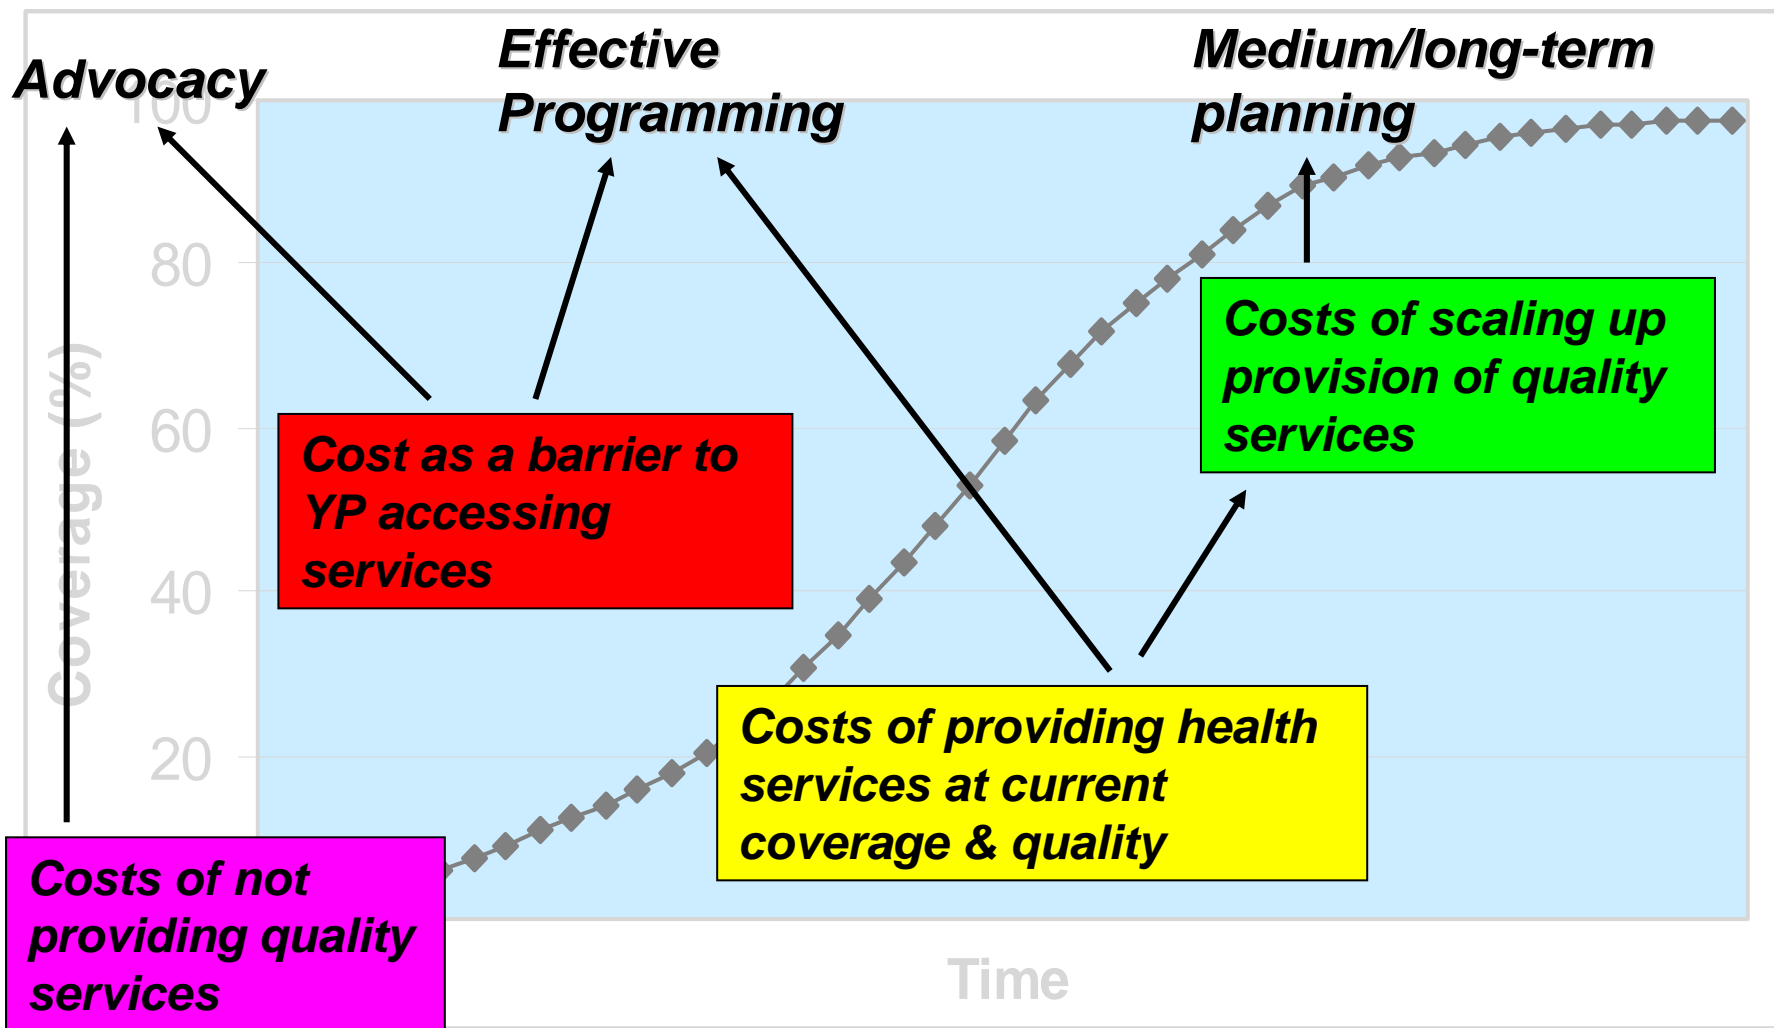 Advocacy
Effective
Programming
Medium/long-term
planning
100
80
60
40
20
Coverage (%)
Costs of scaling up
provision of quality
services
Cost as a barrier to
YP accessing
services
Costs of providing health
services at current
coverage & quality
Costs of not
providing quality
services
Time